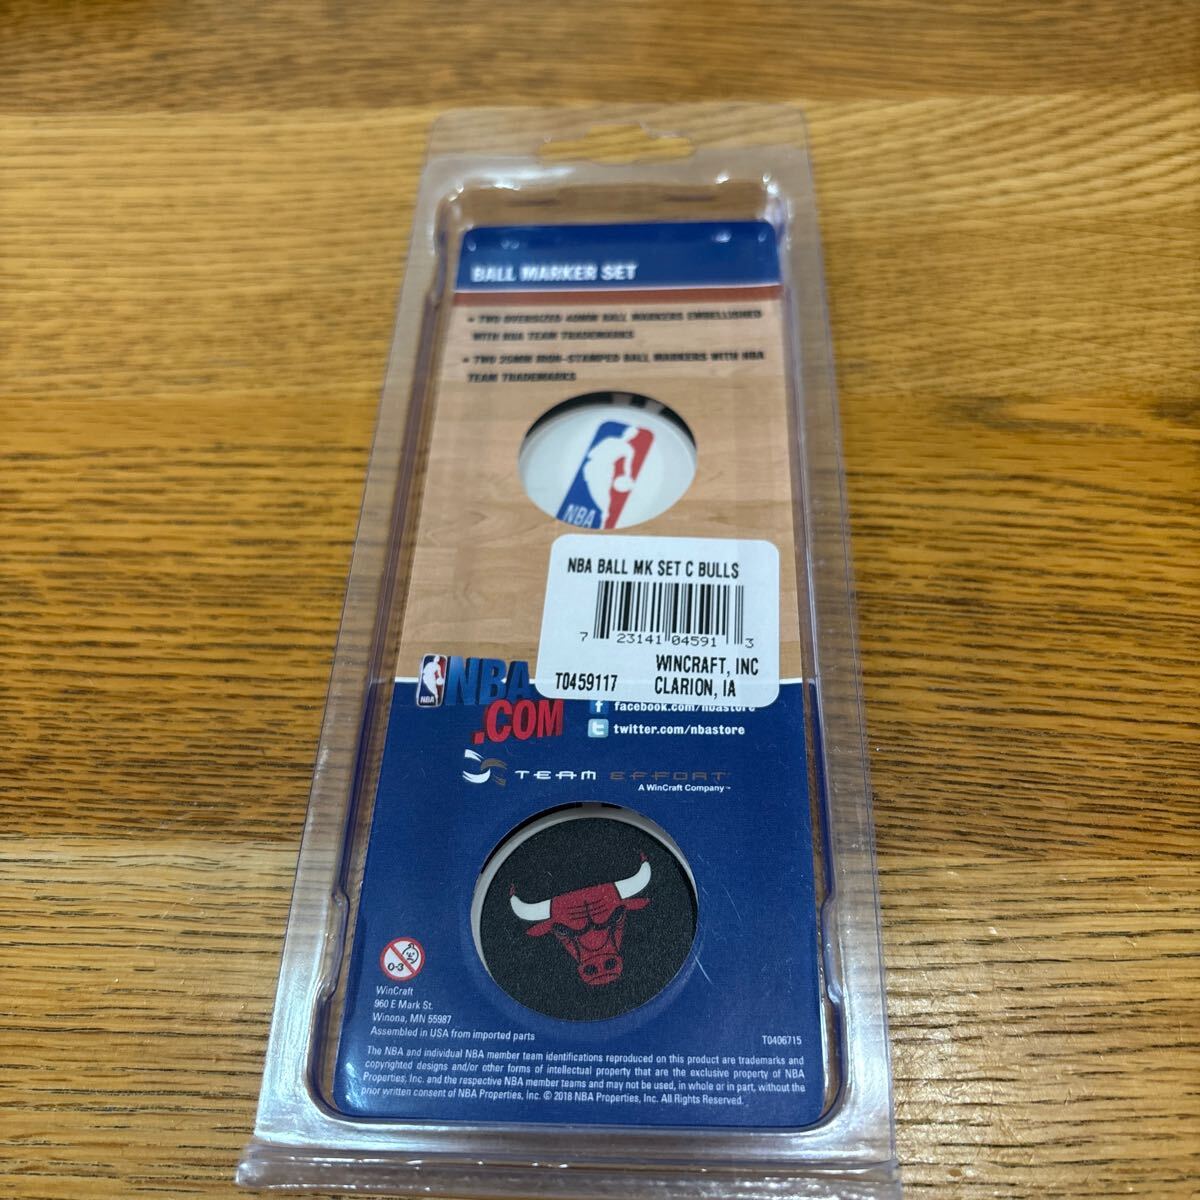 BALL MARKER SET
• TWO OVERSIZED 40MM BALL MARKERS EMBELLISHED
WITH NBA TEAM TRADEMARKS
• TWO 25MM IRON-STAMPED BALL MARKERS WITH NBA
TEAM TRADEMARKS
NBA
NBA BALL MK SET C BULLS
7 23141 04591 3
WINCRAFT, INC
T0459117 CLARION, IA
NBA
NBA
.COM
facebook.com/nbastore
twitter.com/nbastore
TEAM EFFORT
A WinCraft Company™
0-3
WinCraft
960 E Mark St.
Winona, MN 55987
Assembled in USA from imported parts
T0406715
The NBA and individual NBA member team identifications reproduced on this product are trademarks and
copyrighted designs and/or other forms of intellectual property that are the exclusive property of NBA
Properties, Inc. and the respective NBA member teams and may not be used, in whole or in part, without the
prior written consent of NBA Properties, Inc. © 2018 NBA Properties, Inc. All Rights Reserved.